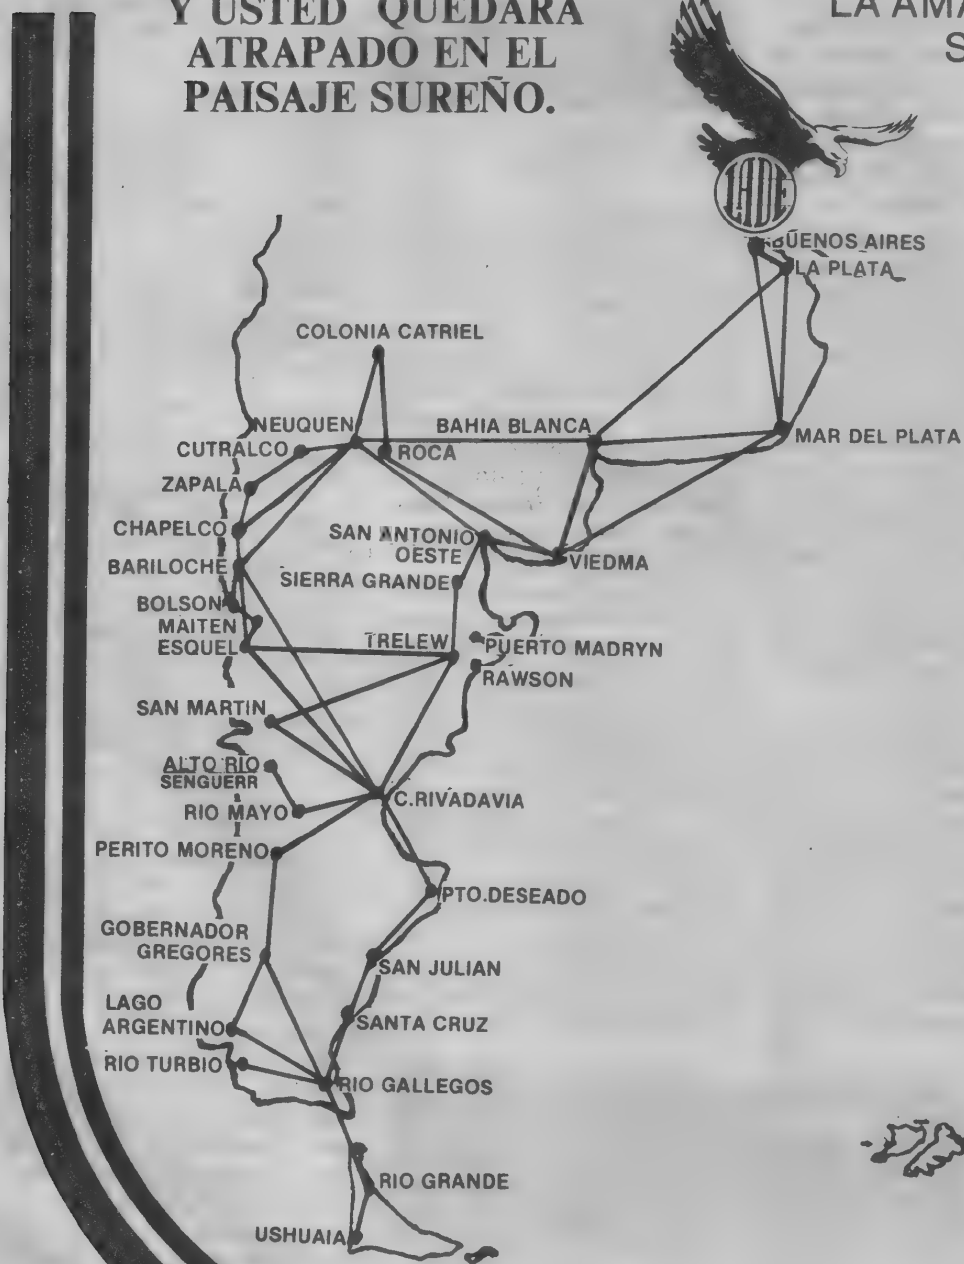 Y USTED QUEDARA
ATRAPADO EN EL
PAISAJE SUREÑO.
LADE
BUENOS AIRES
LA PLATA
COLONIA CATRIEL
NEUQUEN
BAHIA BLANCA
MAR DEL PLATA
CUTRALCO
ROCA
ZAPALA
CHAPELCO
SAN ANTONIO
OESTE
VIEDMA
BARILOCHE
SIERRA GRANDE
BOLSON
MAITEN
ESQUEL
TRELEW
PUERTO MADRYN
RAWSON
SAN MARTIN
ALTO RIO
SENGUERR
RIO MAYO
C.RIVADAVIA
PERITO MORENO
PTO.DESEADO
GOBERNADOR
GREGORES
SAN JULIAN
LAGO
ARGENTINO
SANTA CRUZ
RIO TURBIO
RIO GALLEGOS
RIO GRANDE
USHUAIA